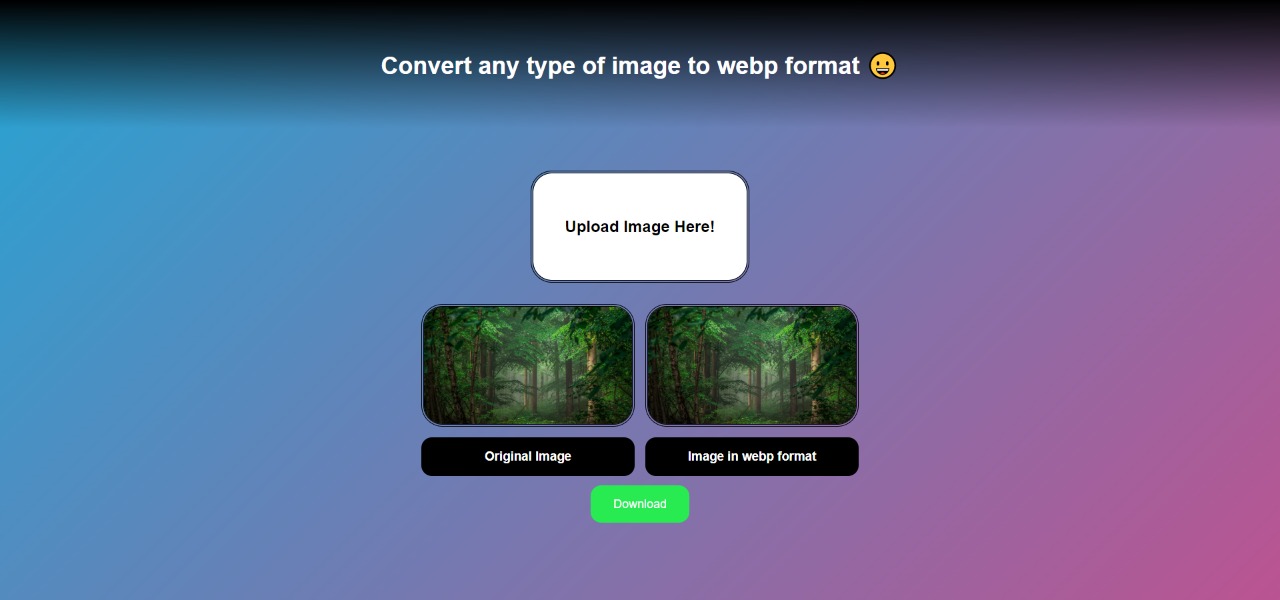 Convert any type of image to webp format 😀
Upload Image Here!
Original Image
Image in webp format
Download